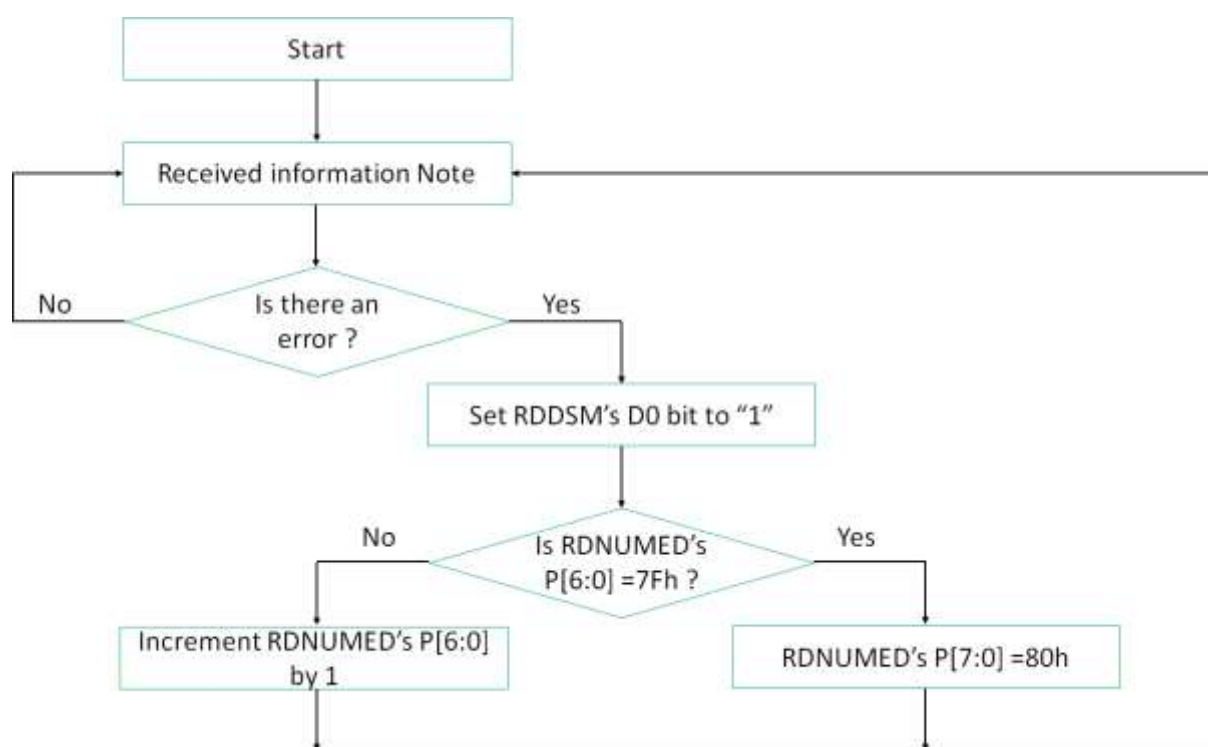 Start
Received information Note
Is there an
error ?
No
Yes
Set RDDSM’s D0 bit to “1”
Is RDNUMED’s
P[6:0] =7Fh ?
No
Yes
Increment RDNUMED’s P[6:0]
by 1
RDNUMED’s P[7:0] =80h